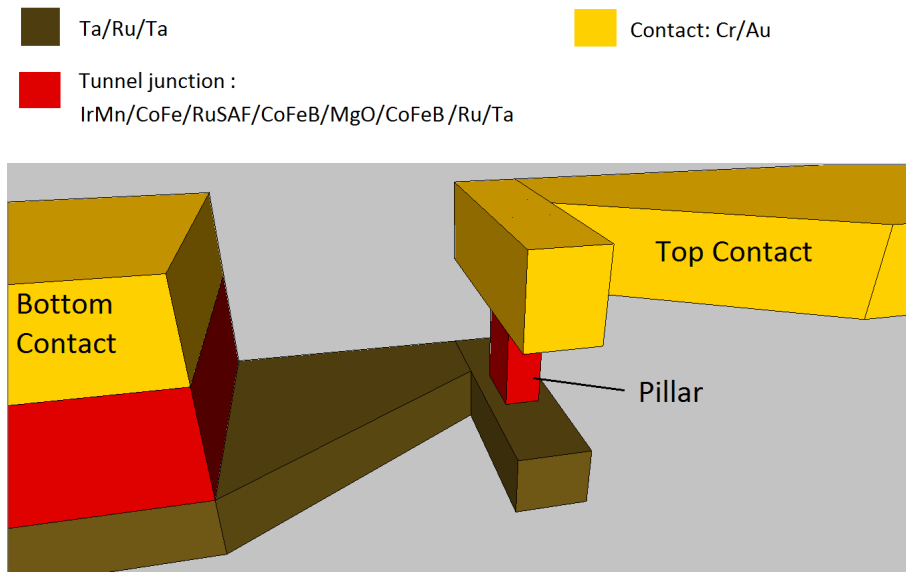 Ta/Ru/Ta
Contact: Cr/Au
Tunnel junction :
IrMn/CoFe/RuSAF/CoFeB/MgO/CoFeB/Ru/Ta
Bottom
Contact
Top Contact
Pillar